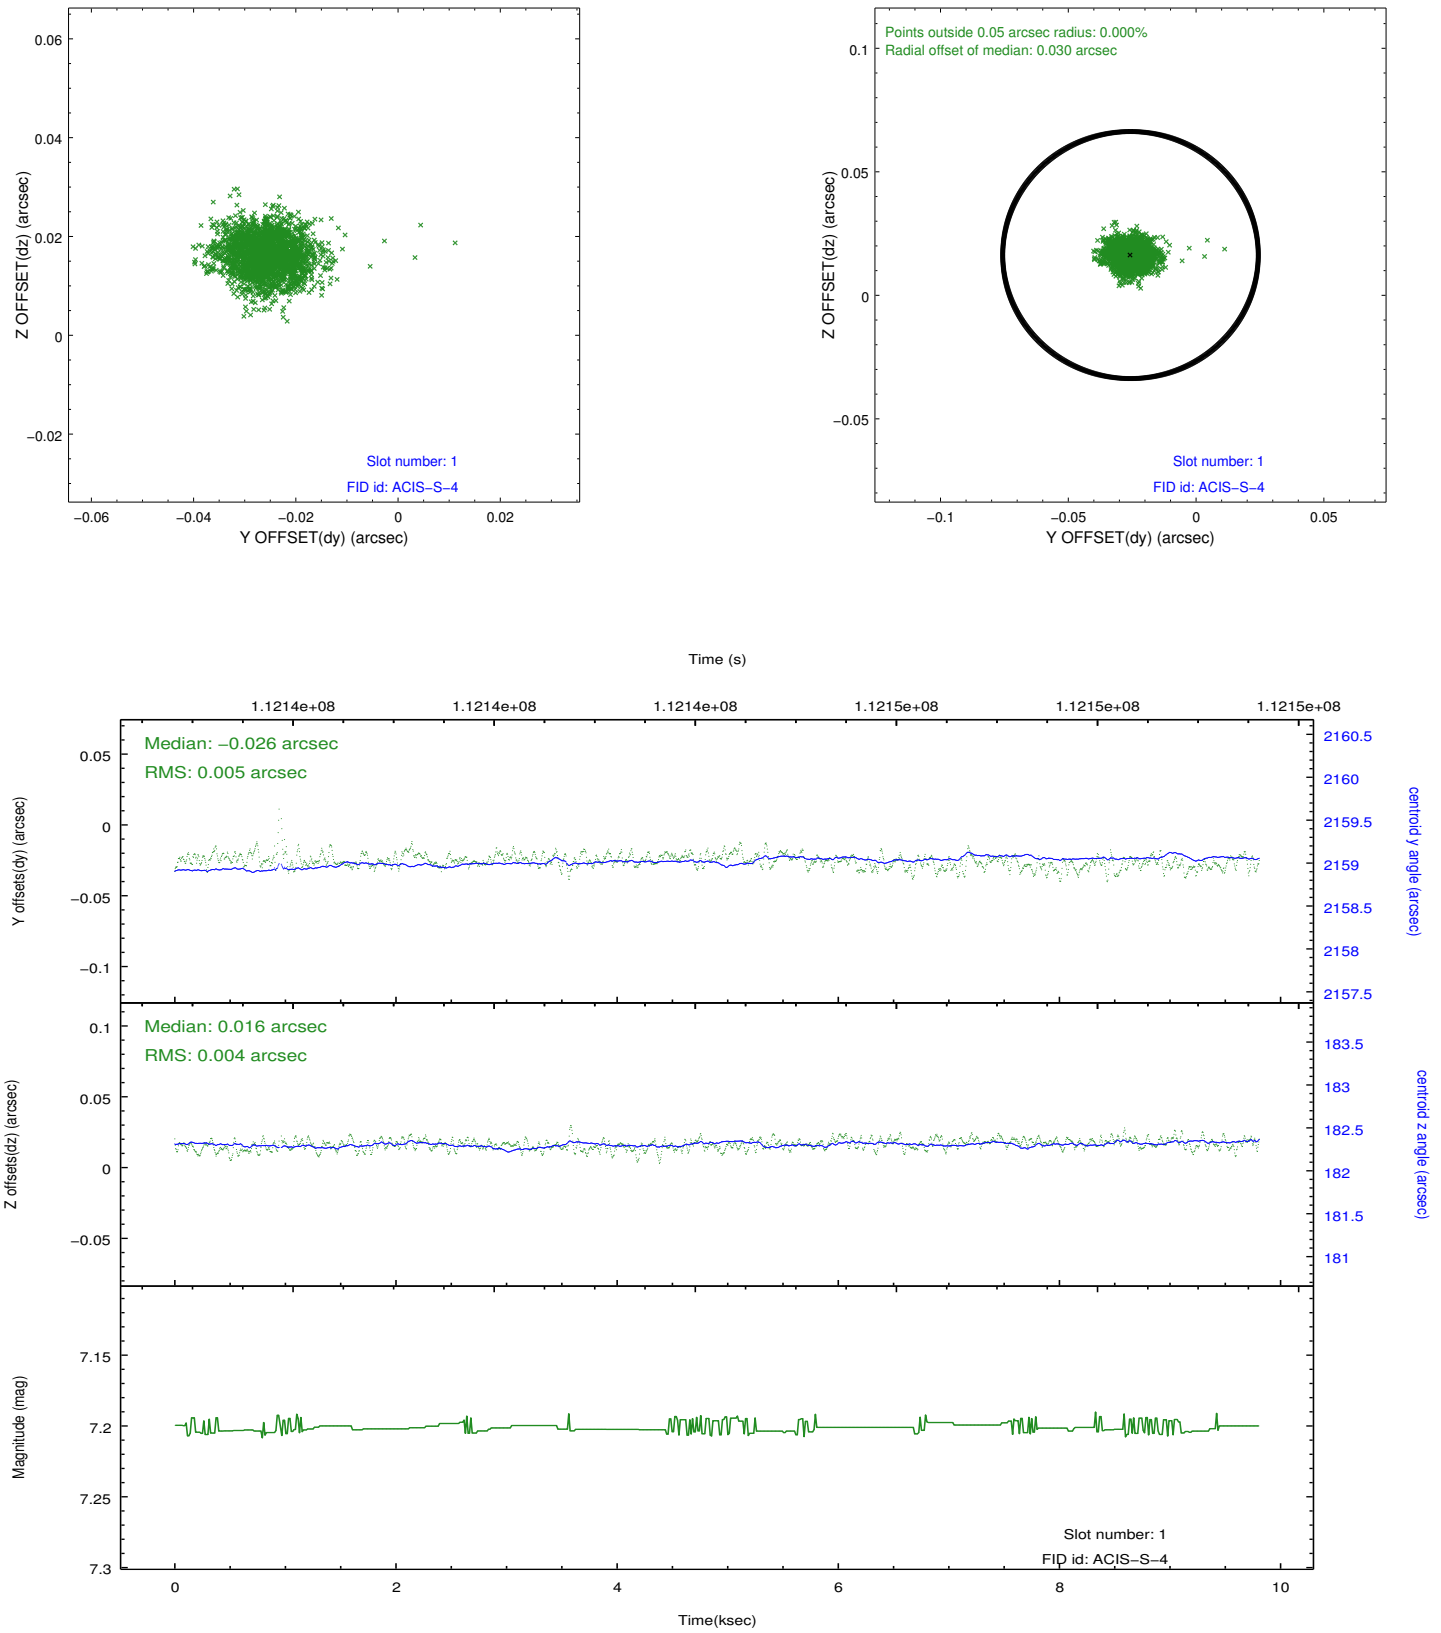 0.06
0.04
0.02
0
−0.02
Z OFFSET(dz) (arcsec)
Slot number: 1
FID id: ACIS−S−4
−0.06 −0.04 −0.02 0 0.02
Y OFFSET(dy) (arcsec)
Points outside 0.05 arcsec radius: 0.000%
Radial offset of median: 0.030 arcsec
0.1
0.05
0
−0.05
Z OFFSET(dz) (arcsec)
Slot number: 1
FID id: ACIS−S−4
−0.1 −0.05 0 0.05
Y OFFSET(dy) (arcsec)
Time (s)
1.1214e+08 1.1214e+08 1.1214e+08 1.1215e+08 1.1215e+08 1.1215e+08
Median: −0.026 arcsec
RMS: 0.005 arcsec
0.05
0
−0.05
−0.1
Y offsets(dy) (arcsec)
2160.5
2160
2159.5
2159
2158.5
2158
2157.5
centroid y angle (arcsec)
Median: 0.016 arcsec
RMS: 0.004 arcsec
0.1
0.05
0
−0.05
Z offsets(dz) (arcsec)
183.5
183
182.5
182
181.5
181
centroid z angle (arcsec)
7.15
7.2
7.25
7.3
Magnitude (mag)
Slot number: 1
FID id: ACIS−S−4
0 2 4 6 8 10
Time(ksec)